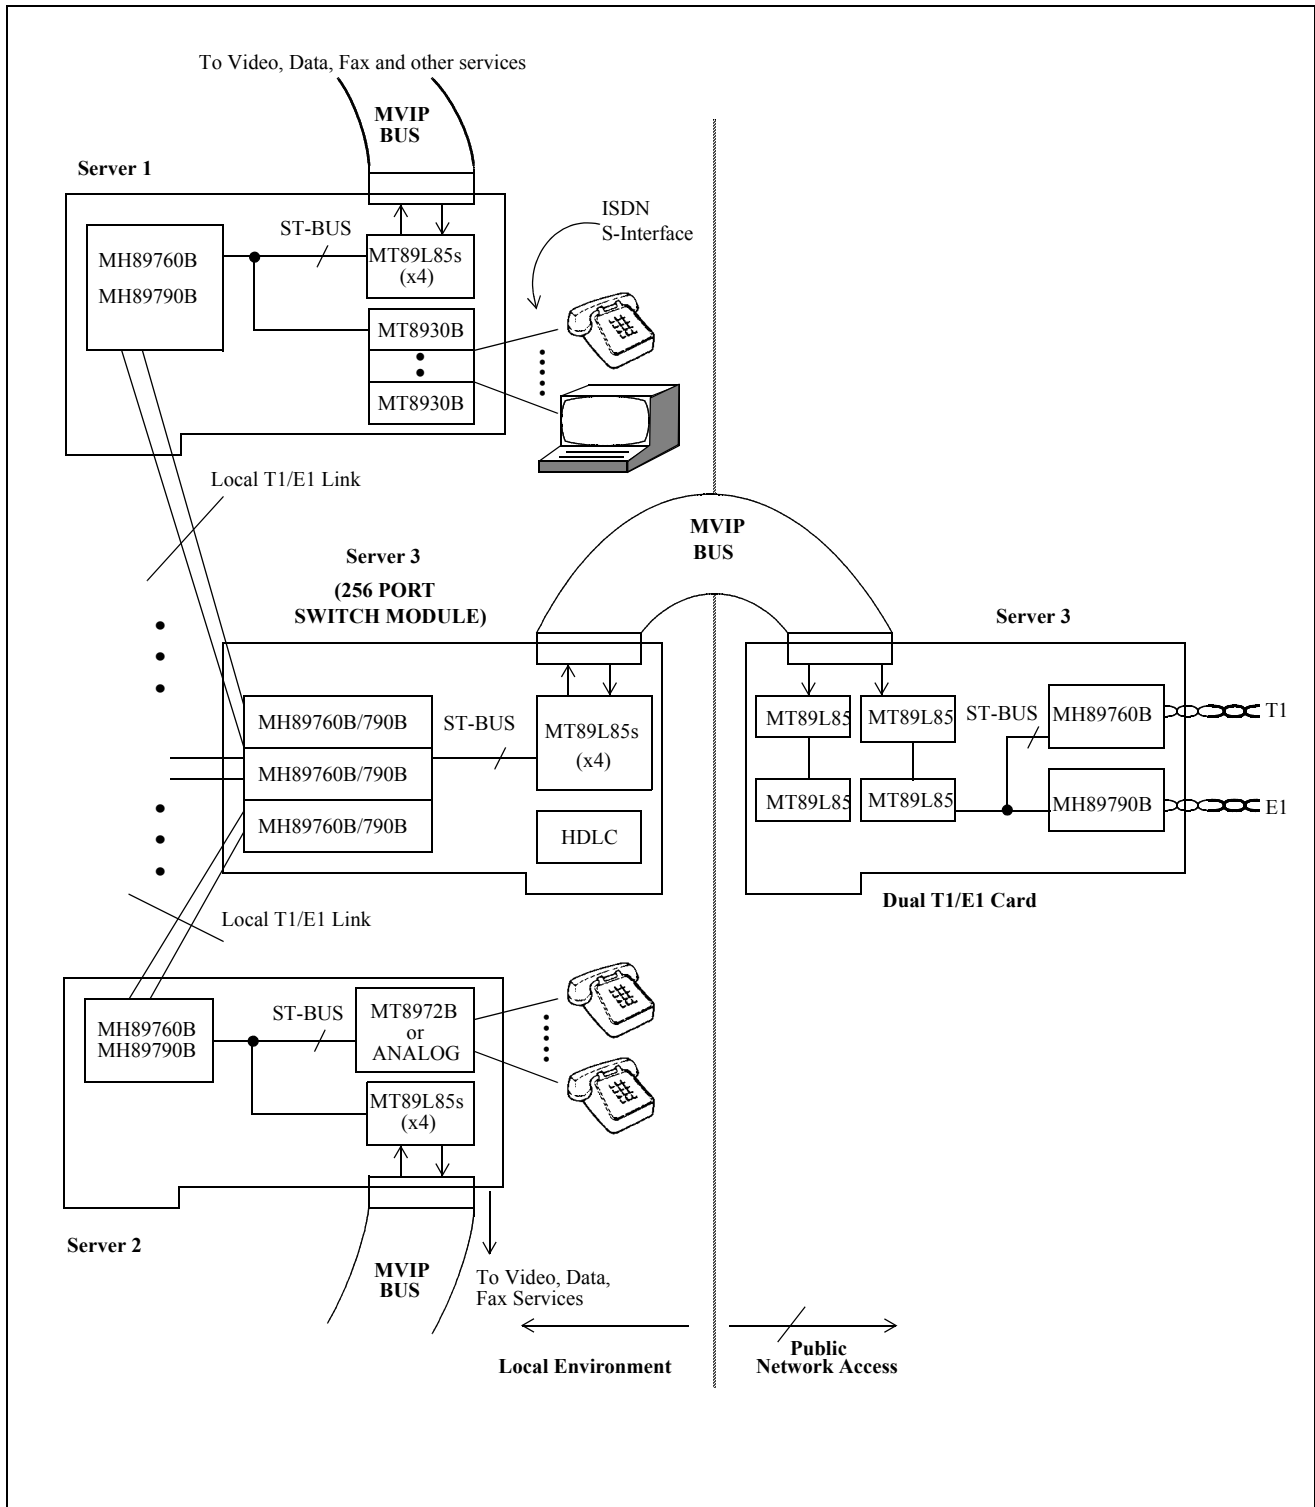 To Video, Data, Fax and other services
MVIP
BUS
Server 1
ISDN
S-Interface
ST-BUS
MH89760B
MH89790B
MT89L85s
(x4)
MT8930B
MT8930B
Local T1/E1 Link
MVIP
BUS
Server 3
(256 PORT
SWITCH MODULE)
Server 3
MH89760B/790B
ST-BUS
MT89L85s
(x4)
MH89760B/790B
MH89760B/790B
HDLC
MT89L85
MT89L85
ST-BUS
MH89760B
T1
MT89L85
MT89L85
MH89790B
E1
Dual T1/E1 Card
Local T1/E1 Link
MH89760B
MH89790B
ST-BUS
MT8972B
or
ANALOG
MT89L85s
(x4)
Server 2
MVIP
BUS
To Video, Data,
Fax Services
Local Environment
Public
Network Access